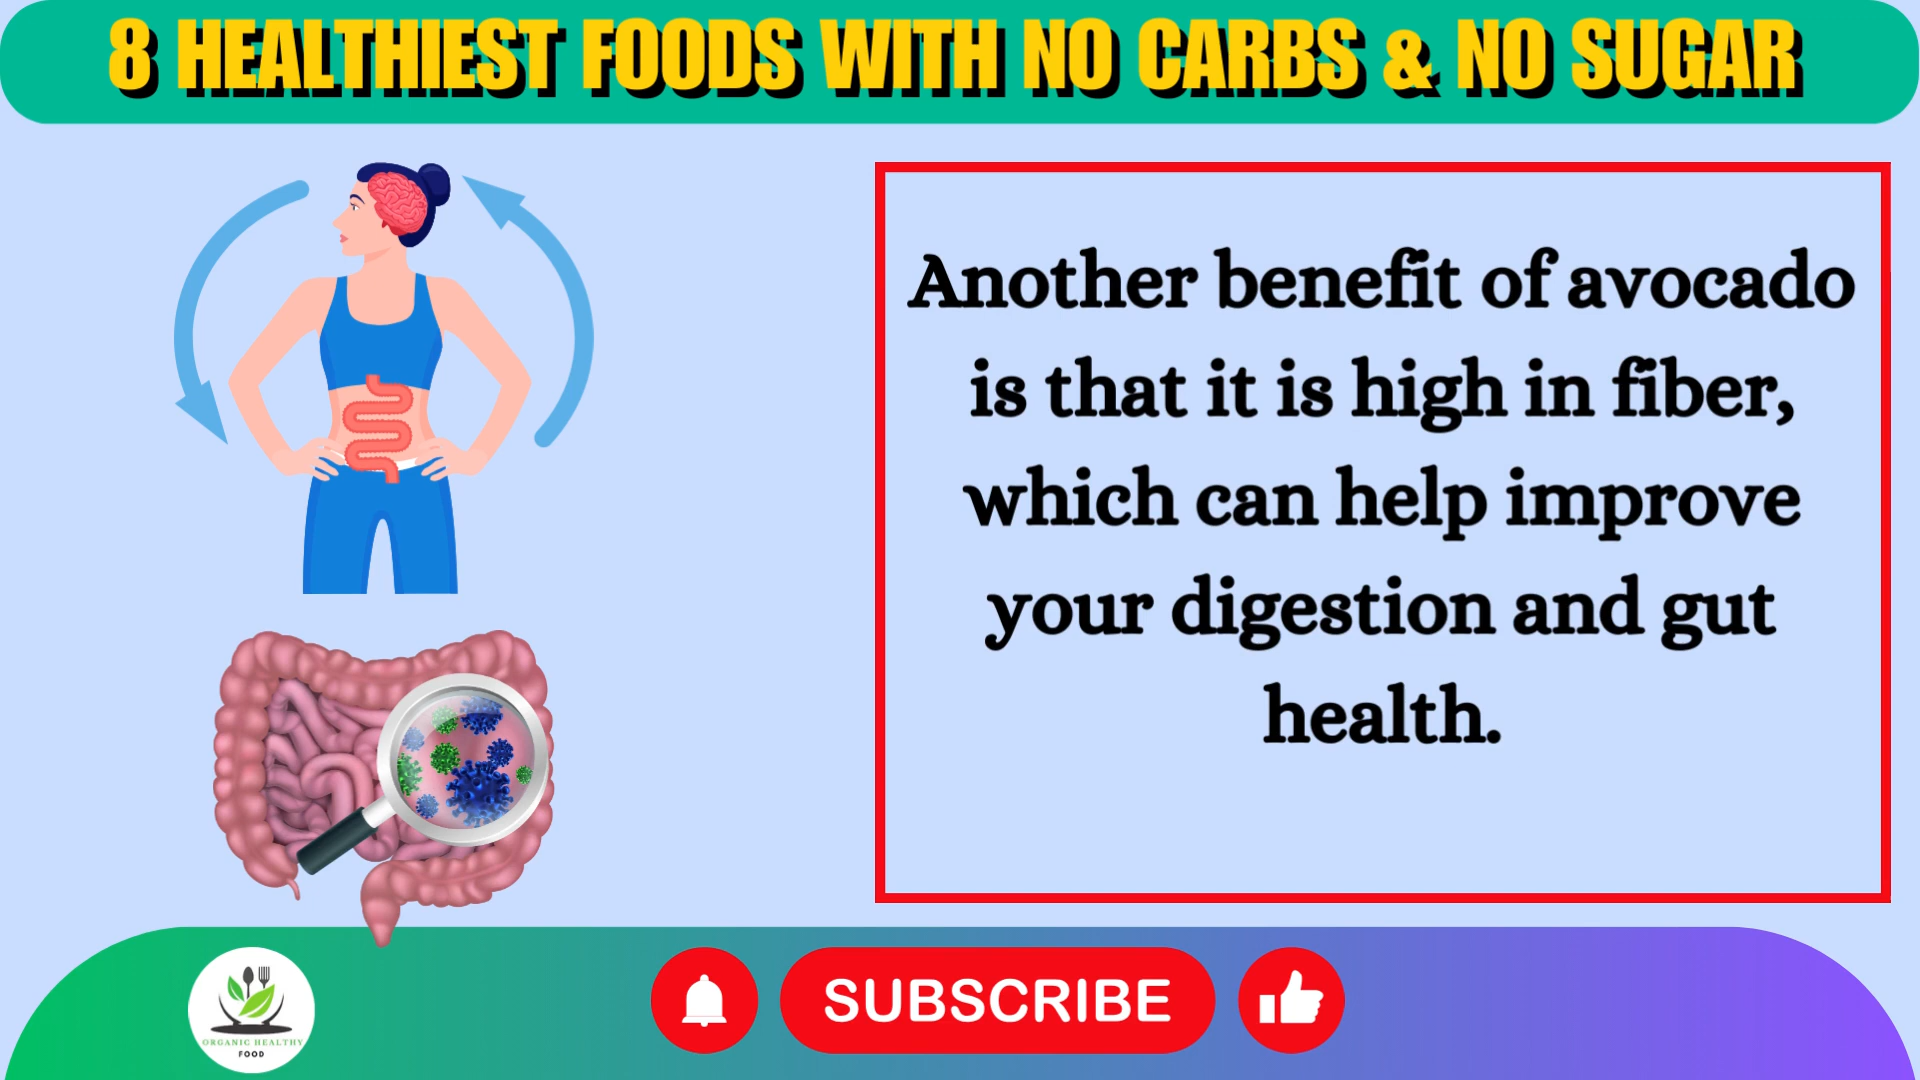 8 HEALTHIEST FOODS WITH NO CARBS & NO SUGAR
Another benefit of avocado
is that it is high in fiber,
which can help improve
your digestion and gut
health.
ORGANIC HEALTHY
FOOD
SUBSCRIBE